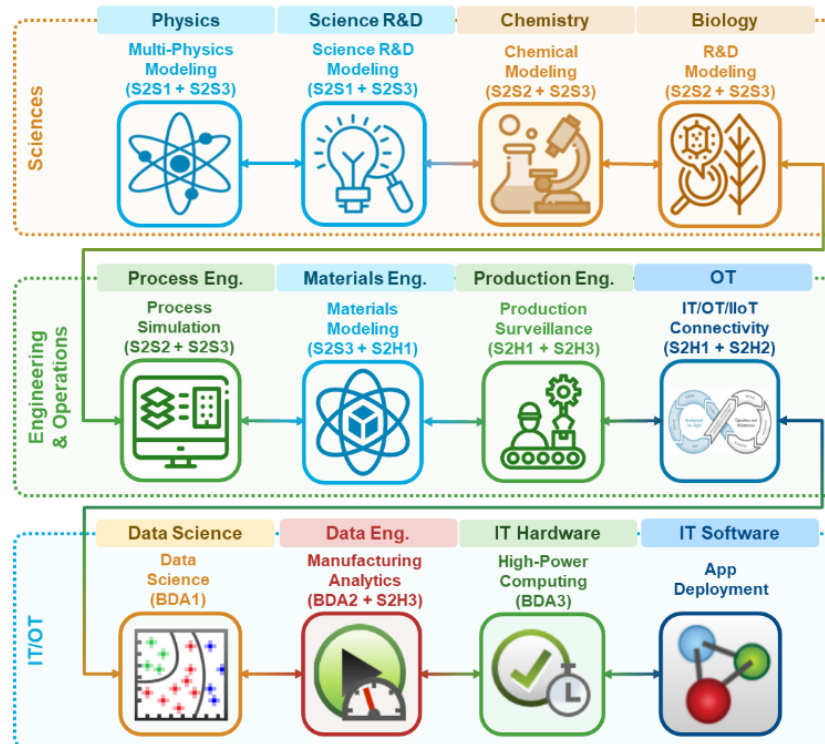 Physics
Science R&D
Chemistry
Biology
Multi-Physics
Modeling
(S2S1 + S2S3)
Science R&D
Modeling
(S2S1 + S2S3)
Chemical
Modeling
(S2S2 + S2S3)
R&D
Modeling
(S2S2 + S2S3)
Sciences
Process Eng.
Materials Eng.
Production Eng.
OT
Process
Simulation
(S2S2 + S2S3)
Materials
Modeling
(S2S3 + S2H1)
Production
Surveillance
(S2H1 + S2H3)
IT/OT/IIoT
Connectivity
(S2H1 + S2H2)
Engineering
& Operations
Data Science
Data Eng.
IT Hardware
IT Software
Data
Science
(BDA1)
Manufacturing
Analytics
(BDA2 + S2H3)
High-Power
Computing
(BDA3)
App
Deployment
IT/OT